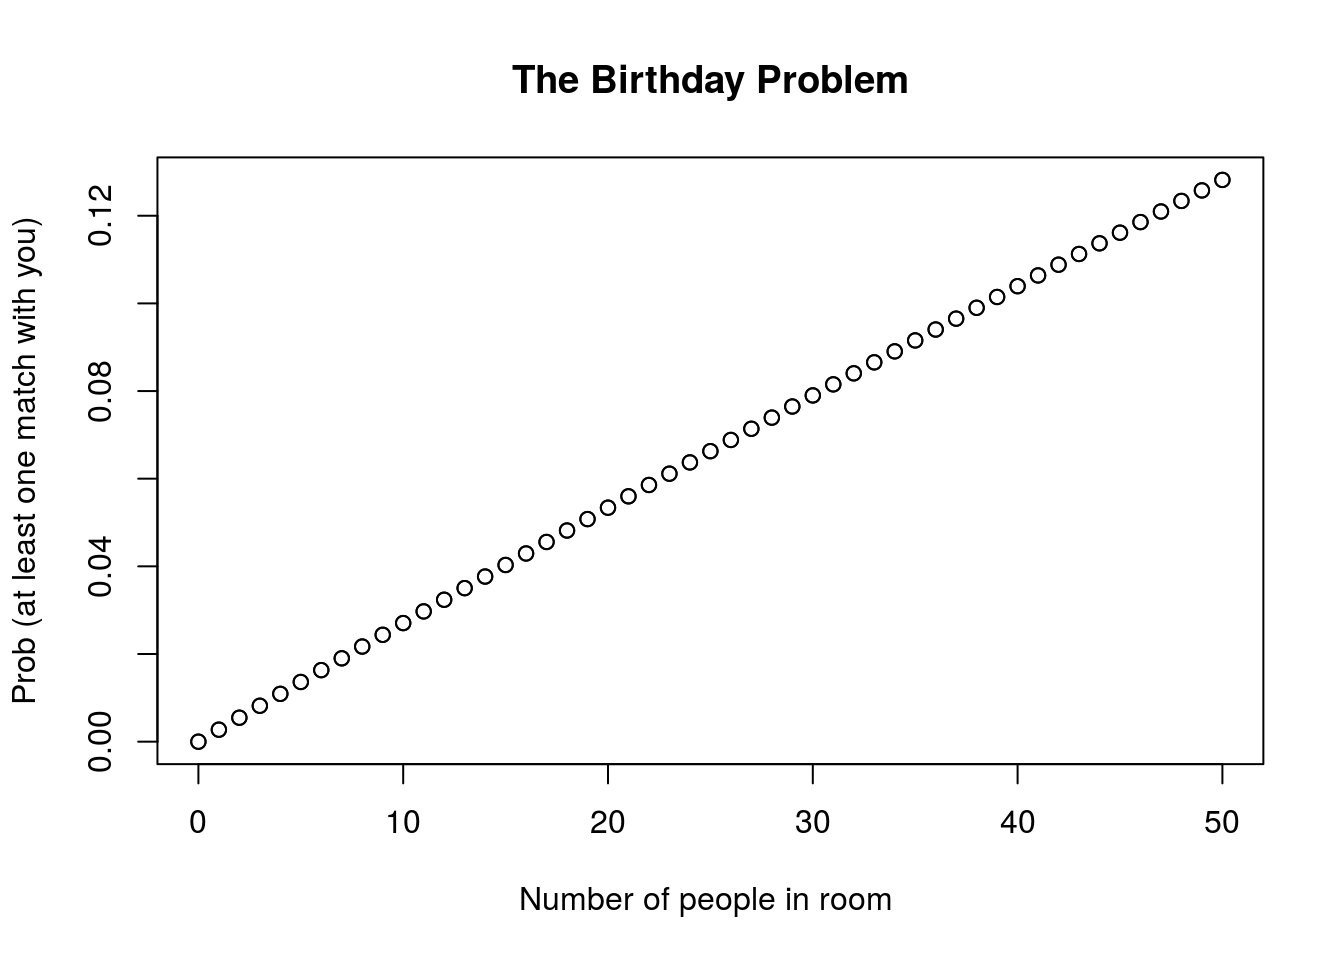 The Birthday Problem
Prob (at least one match with you)
0.12
0.08
0.04
0.00
0 10 20 30 40 50
Number of people in room